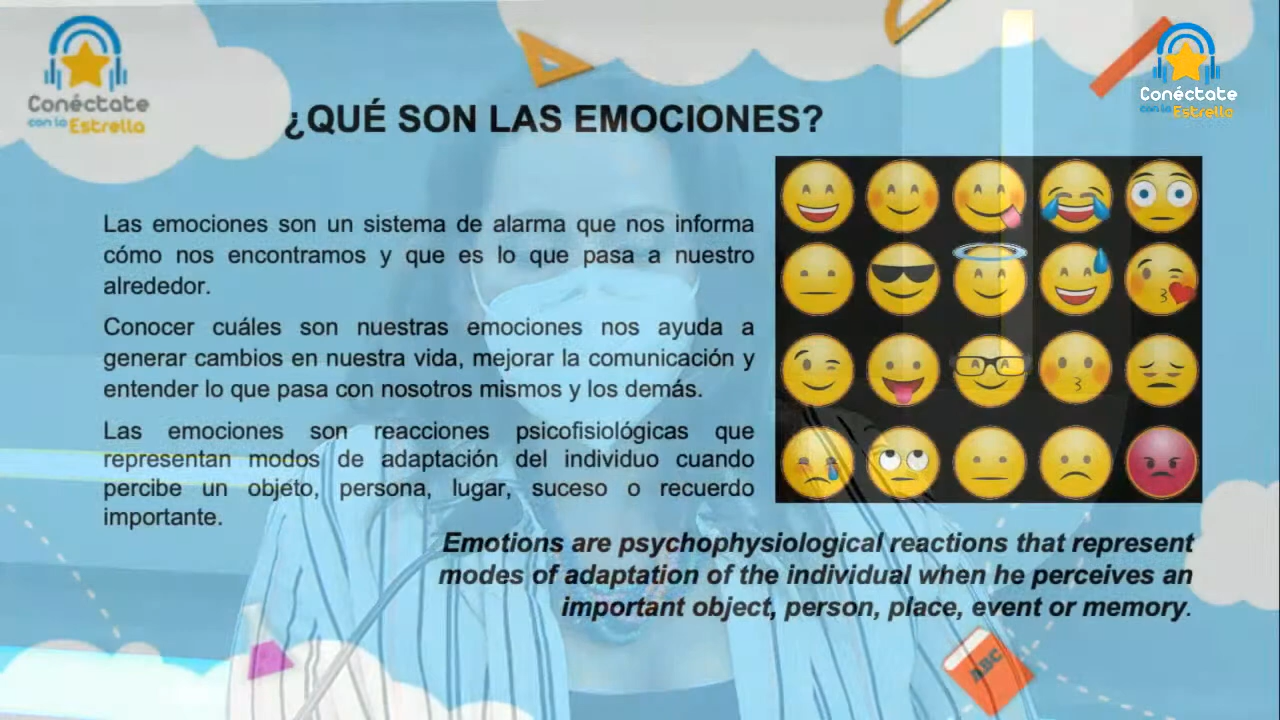 Conéctate
con la Estrella
Conéctate
con la Estrella
¿QUÉ SON LAS EMOCIONES?
Las emociones son un sistema de alarma que nos informa
cómo nos encontramos y que es lo que pasa a nuestro
alrededor.
Conocer cuáles son nuestras emociones nos ayuda a
generar cambios en nuestra vida, mejorar la comunicación y
entender lo que pasa con nosotros mismos y los demás.
Las emociones son reacciones psicofisiológicas que
representan modos de adaptación del individuo cuando
percibe un objeto, persona, lugar, suceso o recuerdo
importante.
Emotions are psychophysiological reactions that represent
modes of adaptation of the individual when he perceives an
important object, person, place, event or memory.
ABC